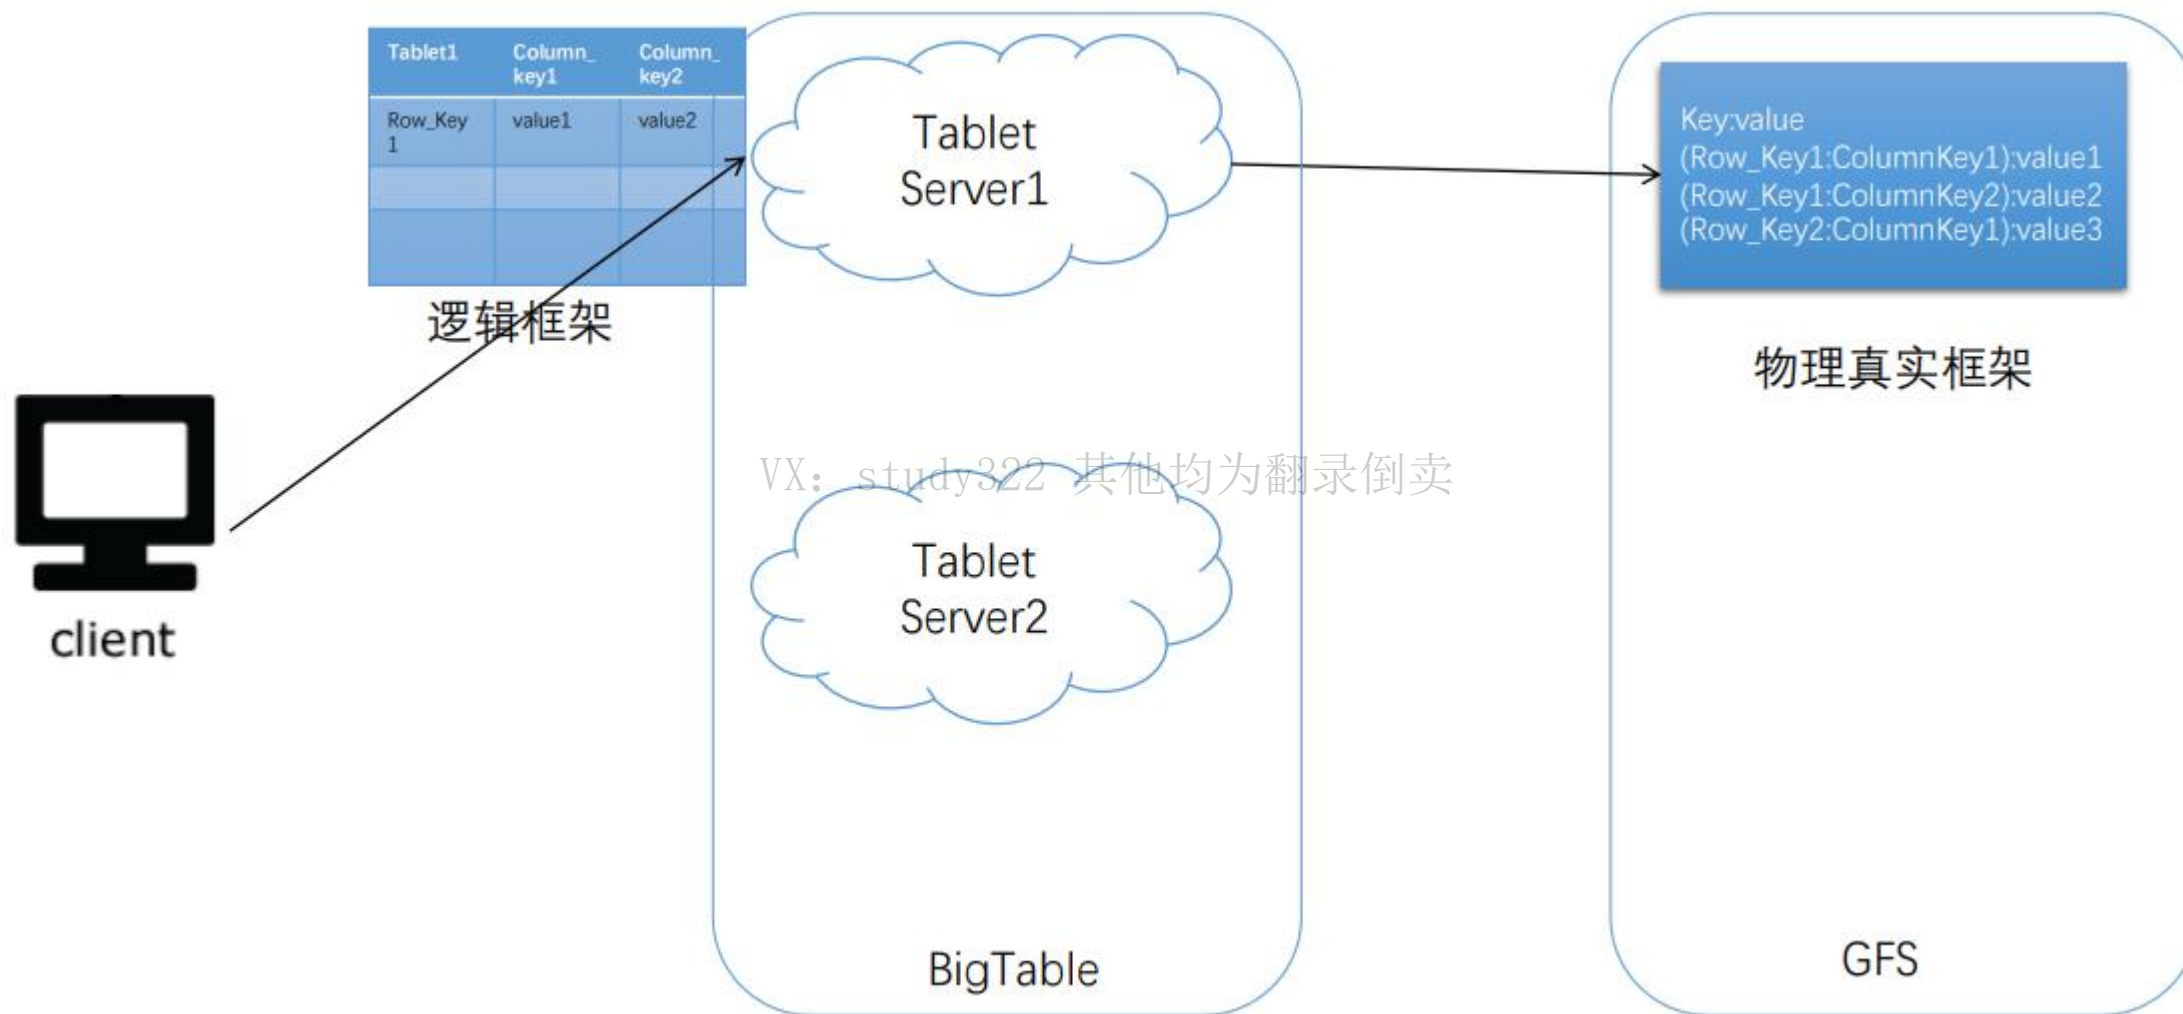 Tablet1 Column_ Column_
key1 key2
Row_Key value1 value2
1
逻辑框架
client
Tablet
Server1
VX: study322 其他均为翻录倒卖
Tablet
Server2
BigTable
Key:value
(Row_Key1:ColumnKey1):value1
(Row_Key1:ColumnKey2):value2
(Row_Key2:ColumnKey1):value3
物理真实框架
GFS